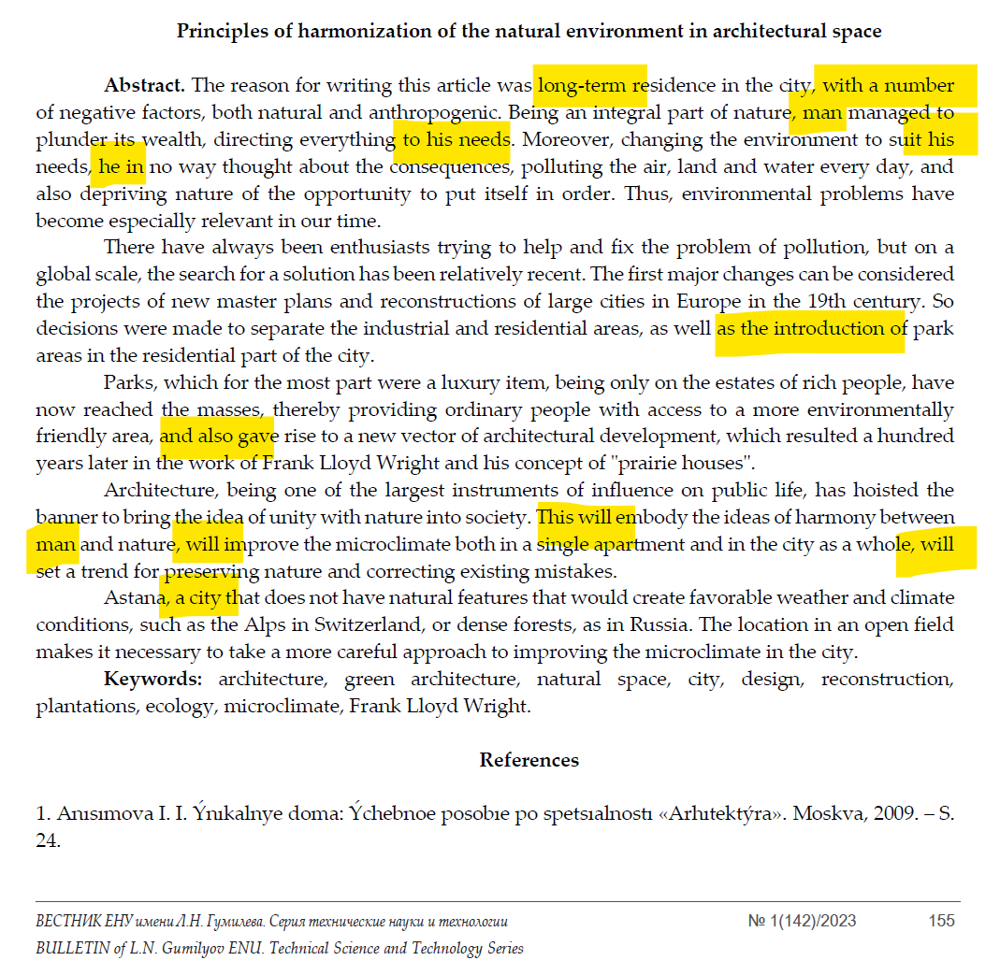 Principles of harmonization of the natural environment in architectural space
Abstract. The reason for writing this article was long-term residence in the city, with a number
of negative factors, both natural and anthropogenic. Being an integral part of nature, man managed to
plunder its wealth, directing everything to his needs. Moreover, changing the environment to suit his
needs, he in no way thought about the consequences, polluting the air, land and water every day, and
also depriving nature of the opportunity to put itself in order. Thus, environmental problems have
become especially relevant in our time.
There have always been enthusiasts trying to help and fix the problem of pollution, but on a
global scale, the search for a solution has been relatively recent. The first major changes can be considered
the projects of new master plans and reconstructions of large cities in Europe in the 19th century. So
decisions were made to separate the industrial and residential areas, as well as the introduction of park
areas in the residential part of the city.
Parks, which for the most part were a luxury item, being only on the estates of rich people, have
now reached the masses, thereby providing ordinary people with access to a more environmentally
friendly area, and also gave rise to a new vector of architectural development, which resulted a hundred
years later in the work of Frank Lloyd Wright and his concept of "prairie houses".
Architecture, being one of the largest instruments of influence on public life, has hoisted the
banner to bring the idea of unity with nature into society. This will embody the ideas of harmony between
man and nature, will improve the microclimate both in a single apartment and in the city as a whole, will
set a trend for preserving nature and correcting existing mistakes.
Astana, a city that does not have natural features that would create favorable weather and climate
conditions, such as the Alps in Switzerland, or dense forests, as in Russia. The location in an open field
makes it necessary to take a more careful approach to improving the microclimate in the city.
Keywords: architecture, green architecture, natural space, city, design, reconstruction,
plantations, ecology, microclimate, Frank Lloyd Wright.
References
1. Anısımova I. I. Ýnıkalnye doma: Ýchebnoe posobıe po spetsıalnostı «Arhıtektýra». Moskva, 2009. – S.
24.
ВЕСТНИК ЕНУ имени Л.Н. Гумилева. Серия технические науки и технологии № 1(142)/2023 155
BULLETIN of L.N. Gumilyov ENU. Technical Science and Technology Series